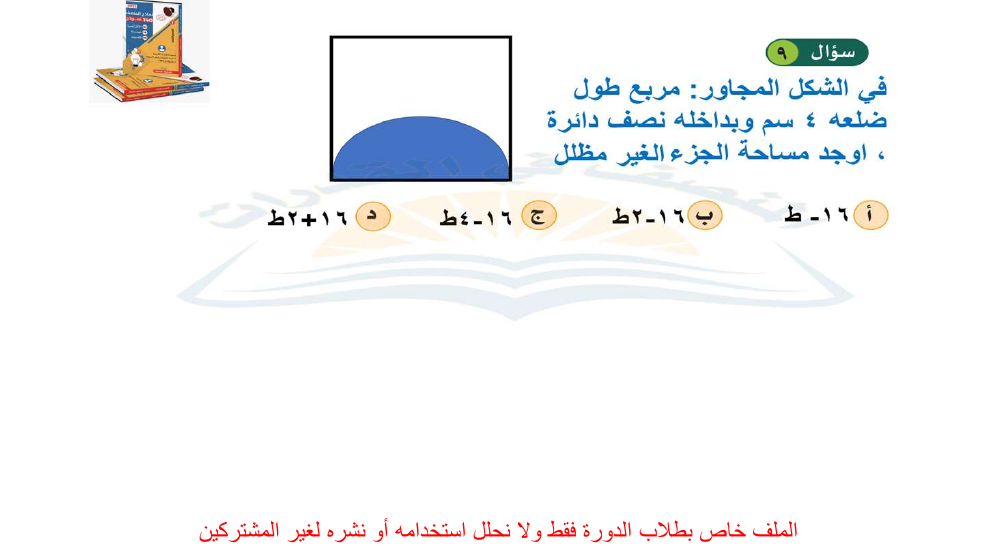 سؤال ٩
في الشكل المجاور: مربع طول
ضلعه ٤ سم وبداخله نصف دائرة
، اوجد مساحة الجزء الغير مظلل
أ ١٦- ط
ب ١٦-٢ط
ج ١٦-٤ط
د ١٦+٢ط
الملف خاص بطلاب الدورة فقط ولا نحلل استخدامه أو نشره لغير المشتركين